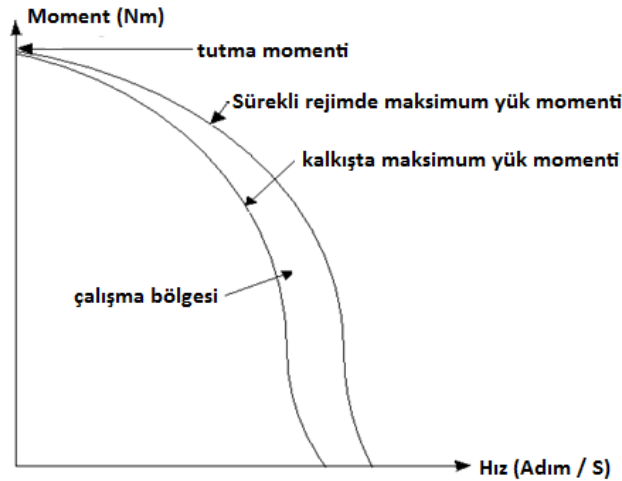 Moment (Nm)
tutma momenti
Sürekli rejimde maksimum yük momenti
kalkışta maksimum yük momenti
çalışma bölgesi
Hız (Adım / S)